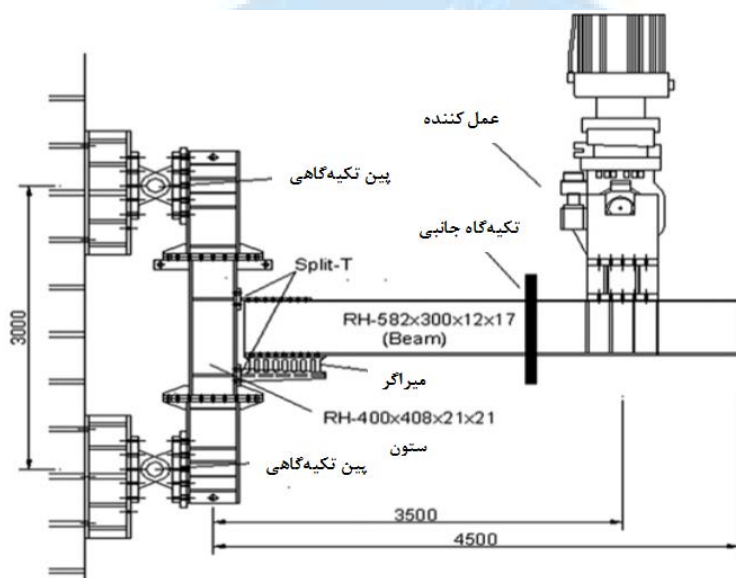 عمل کننده
پین تکیه‌گاهی
تکیه‌گاه جانبی
Split-T
RH-582x300x12x17
(Beam)
3000
میراگر
RH-400x408x21x21
ستون
پین تکیه‌گاهی
3500
4500